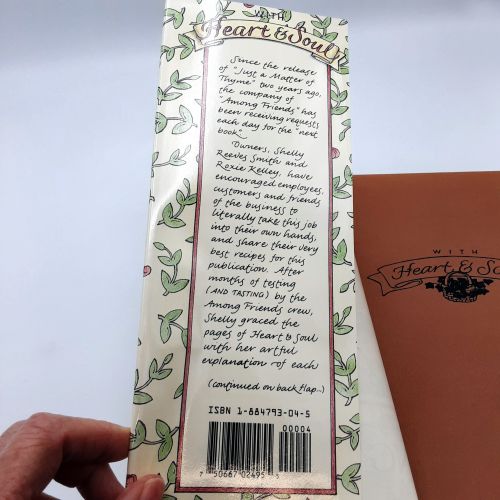 WITH
Heart & Soul
Since the release
of "Just a Matter of
Thyme" two years ago,
the company of
"Among Friends" has
been receiving requests
each day for the "next
book".
Owners, Shelly
Reeves Smith and
Roxie Kelley, have
encouraged employees,
customers and friends
of the business to
literally take this job
into their own hands,
and share their very
best recipes for this
publication. After
months of testing
(AND TASTING) by the
Among Friends crew,
Shelly graced the
pages of Heart & Soul
with her artful
explanation of each
(continued on back flap...)
ISBN 1-884793-04-5
00004
7 50687 02495 5
WITH
Heart & So